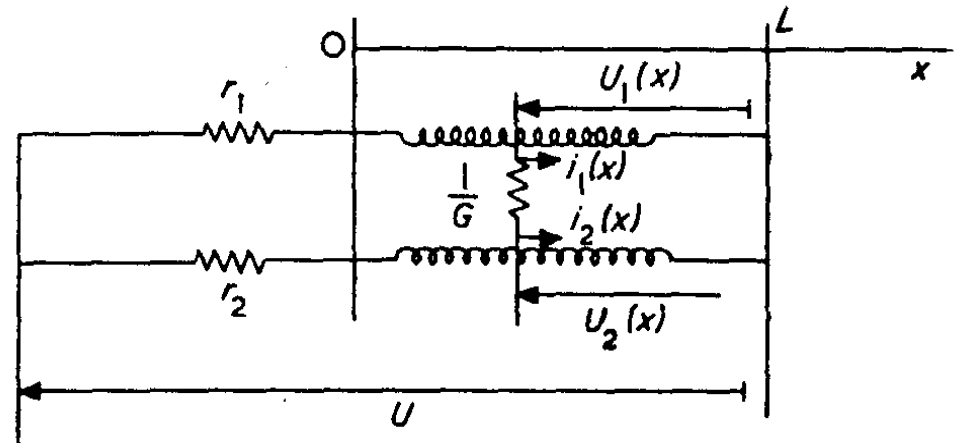 O
L
x
U₁(x)
r₁
i₁(x)
1
G
i₂(x)
r₂
U₂(x)
U